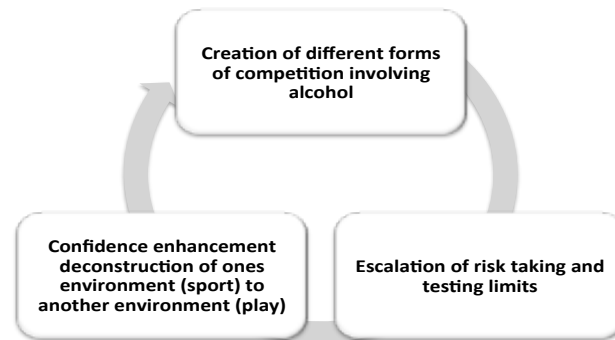 Creation of different forms
of competition involving
alcohol
Confidence enhancement
deconstruction of ones
environment (sport) to
another environment (play)
Escalation of risk taking and
testing limits